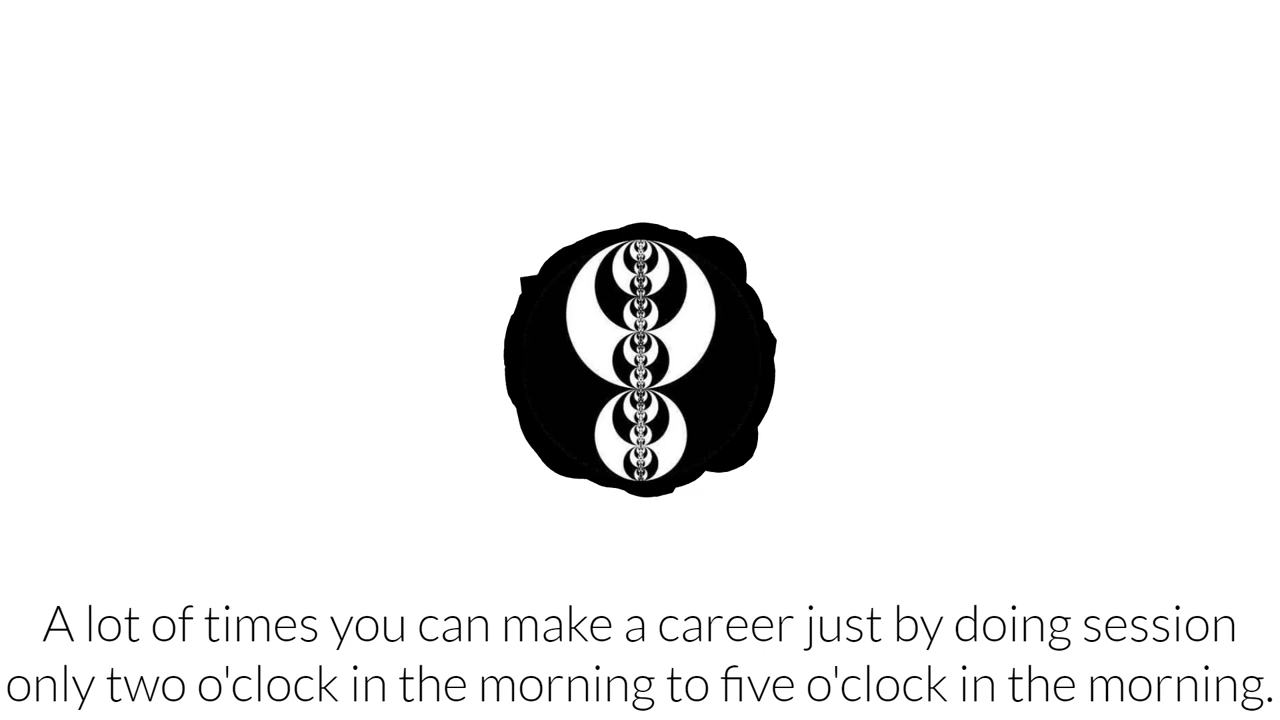 A lot of times you can make a career just by doing session
only two o'clock in the morning to five o'clock in the morning.